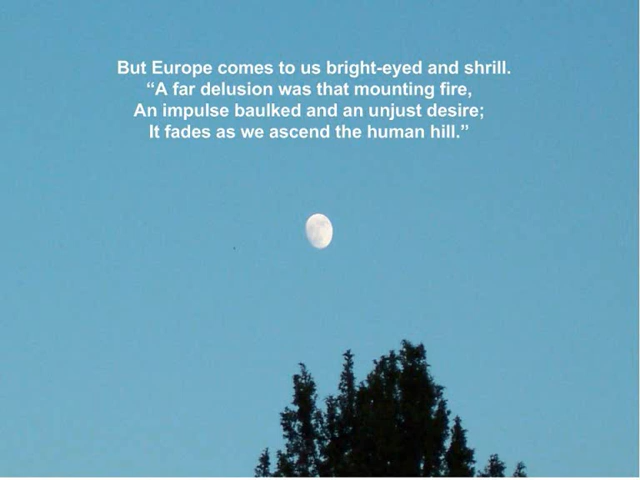 But Europe comes to us bright-eyed and shrill.
“A far delusion was that mounting fire,
An impulse baulked and an unjust desire;
It fades as we ascend the human hill.”